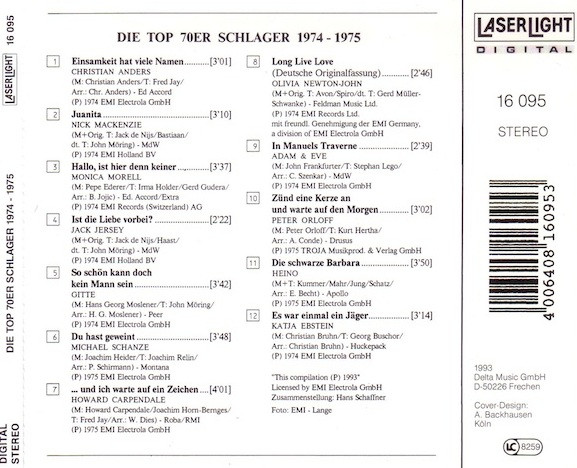 16 095
LASERLIGHT
DIE TOP 70ER SCHLAGER 1974 - 1975
DIGITAL
STEREO
DIE TOP 70ER SCHLAGER 1974 - 1975
1 Einsamkeit hat viele Namen...........[3'01]
CHRISTIAN ANDERS
(M: Christian Anders/T: Fred Jay/
Arr.: Chr. Anders) - Ed Accord
(P) 1974 EMI Electrola GmbH
2 Juanita..........................................[3'10]
NICK MACKENZIE
(M+Orig. T: Jack de Nijs/Bastiaan/
dt. T: John Möring) - MdW
(P) 1974 EMI Holland BV
3 Hallo, ist hier denn keiner ............[3'37]
MONICA MORELL
(M: Pepe Ederer/T: Irma Holder/Gerd Gudera/
Arr.: B. Jojic) - Ed. Accord/Extra
(P) 1974 EMI Records (Switzerland) AG
4 Ist die Liebe vorbei?......................[2'22]
JACK JERSEY
(M+Orig. T: Jack de Nijs/Haast/
dt. T: John Möring) - MdW
(P) 1974 EMI Holland BV
5 So schön kann doch
kein Mann sein .............................[3'42]
GITTE
(M: Hans Georg Moslener/T: John Möring/
Arr.: H. G. Moslener) - Peer
(P) 1974 EMI Electrola GmbH
6 Du hast geweint ...........................[3'48]
MICHAEL SCHANZE
(M: Joachim Heider/T: Joachim Relin/
Arr.: P. Schirmann) - Montana
(P) 1975 EMI Electrola GmbH
7 ... und ich warte auf ein Zeichen ....[4'01]
HOWARD CARPENDALE
(M: Howard Carpendale/Joachim Horn-Bernges/
T: Fred Jay/Arr.: W. Dies) - Roba/RMI
(P) 1975 EMI Electrola GmbH
8 Long Live Love
(Deutsche Originalfassung) ...........[2'46]
OLIVIA NEWTON-JOHN
(M+Orig. T: Avon/Spiro/dt. T: Gerd Müller-
Schwanke) - Feldman Music Ltd.
(P) 1974 EMI Records Ltd.
mit freundl. Genehmigung der EMI Germany,
a division of EMI Electrola GmbH
9 In Manuels Traverne ....................[2'39]
ADAM & EVE
(M: John Frankfurter/T: Stephan Lego/
Arr.: C. Szenkar) - MdW
(P) 1974 EMI Electrola GmbH
10 Zünd eine Kerze an
und warte auf den Morgen ............[3'02]
PETER ORLOFF
(M: Peter Orloff/T: Kurt Hertha/
Arr.: A. Conde) - Drusus
(P) 1975 TROJA Musikprod. & Verlag GmbH
11 Die schwarze Barbara ...................[3'50]
HEINO
(M+T: Kummer/Mahr/Jung/Schatz/
Arr.: E. Becht) - Apollo
(P) 1975 EMI Electrola GmbH
12 Es war einmal ein Jäger................[3'14]
KATJA EBSTEIN
(M: Christian Bruhn/T: Georg Buschor/
Arr.: Christian Bruhn) - Huckepack
(P) 1974 EMI Electrola GmbH
"This compilation (P) 1993"
Licensed by EMI Electrola GmbH
Zusammenstellung: Hans Schaffner
Foto: EMI - Lange
LASERLIGHT
DIGITAL
16 095
STEREO
4 006408 160953
1993
Delta Music GmbH
D-50226 Frechen
Cover-Design:
A. Backhausen
Köln
LC 8259